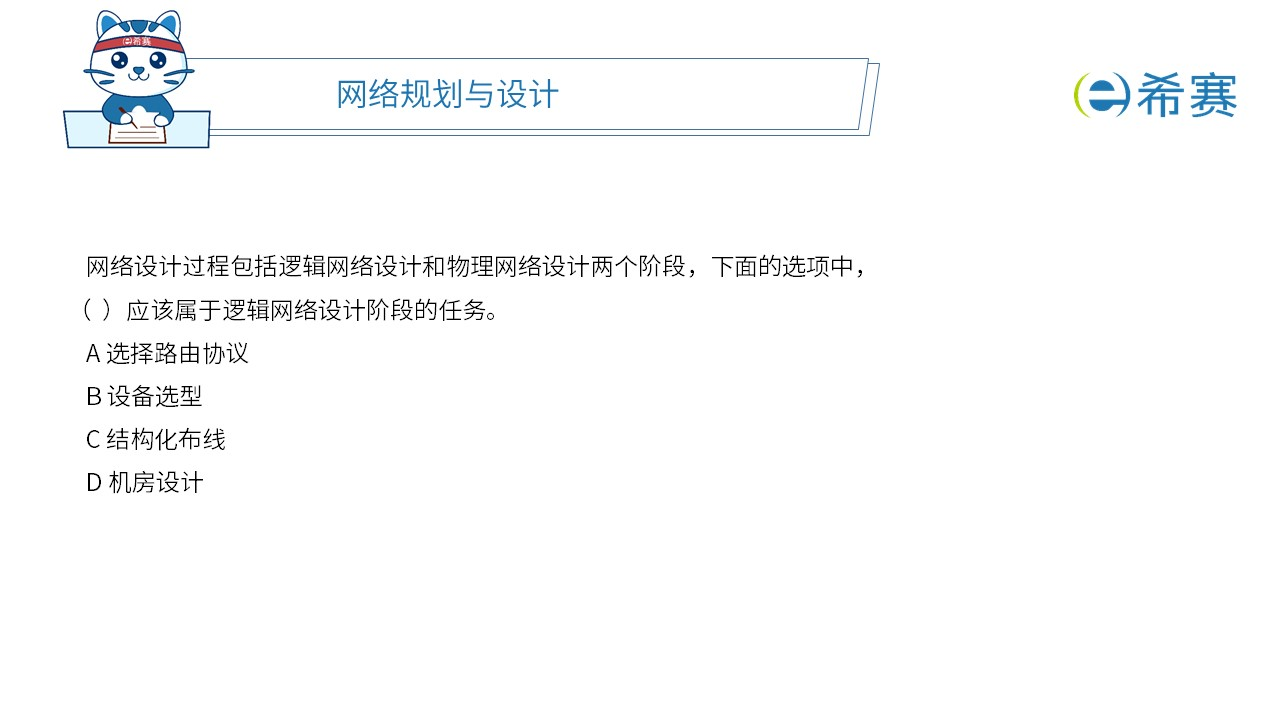 希赛
网络规划与设计
希赛
网络设计过程包括逻辑网络设计和物理网络设计两个阶段，下面的选项中，
（ ）应该属于逻辑网络设计阶段的任务。
A 选择路由协议
B 设备选型
C 结构化布线
D 机房设计